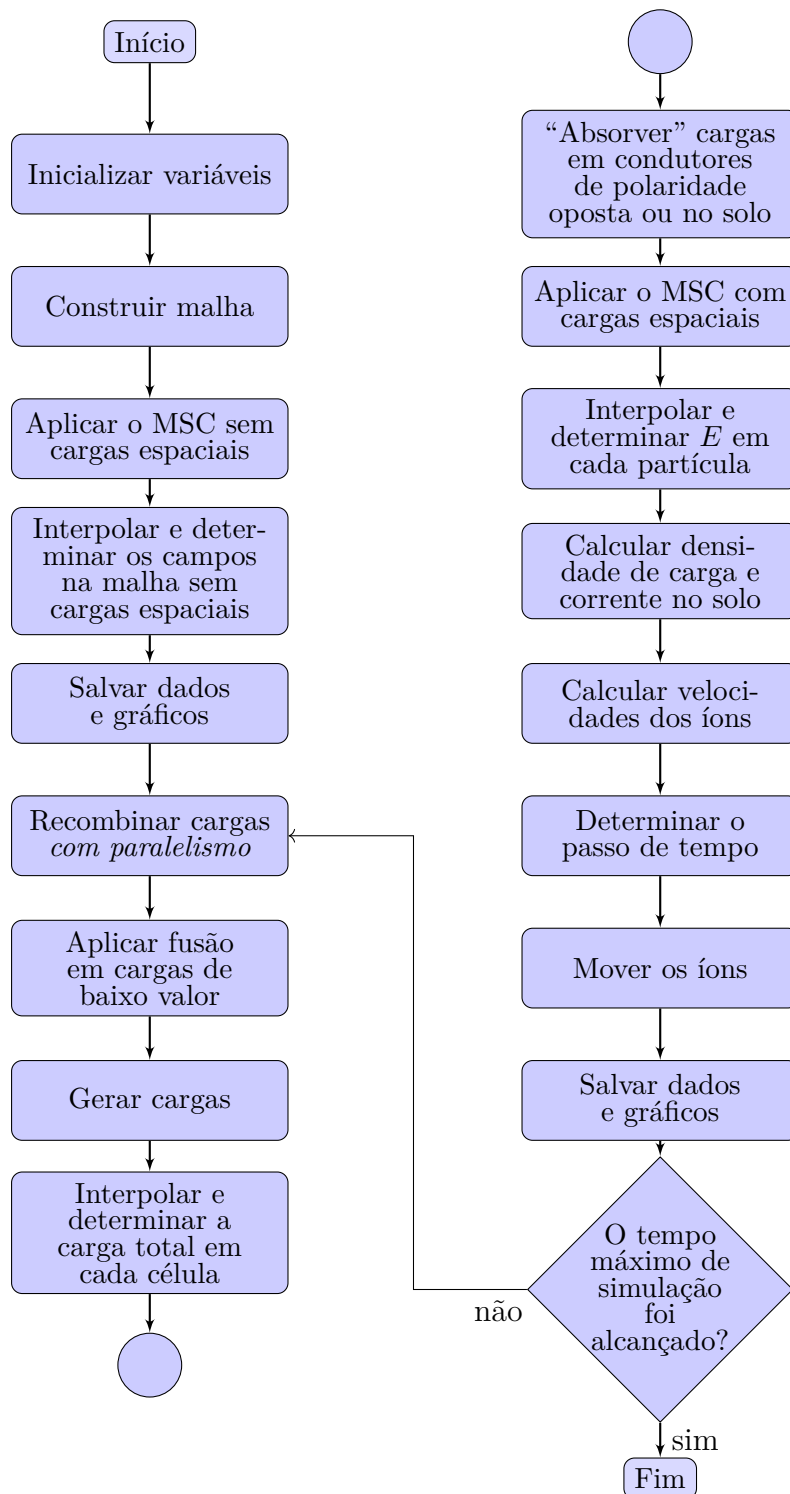 Início
Inicializar variáveis
Construir malha
Aplicar o MSC sem
cargas espaciais
Interpolar e deter-
minar os campos
na malha sem
cargas espaciais
Salvar dados
e gráficos
Recombinar cargas
com paralelismo
Aplicar fusão
em cargas de
baixo valor
Gerar cargas
Interpolar e
determinar a
carga total em
cada célula
“Absorver” cargas
em condutores
de polaridade
oposta ou no solo
Aplicar o MSC com
cargas espaciais
Interpolar e
determinar E em
cada partícula
Calcular densi-
dade de carga e
corrente no solo
Calcular veloci-
dades dos íons
Determinar o
passo de tempo
Mover os íons
Salvar dados
e gráficos
O tempo
máximo de
simulação
foi
alcançado?
não
sim
Fim